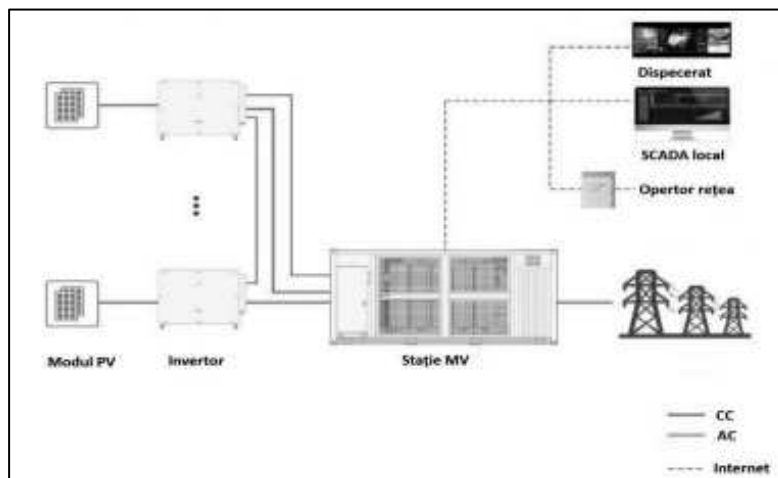 Dispecerat
SCADA local
Opertor rețea
Modul PV
Invertor
Stație MV
CC
AC
Internet